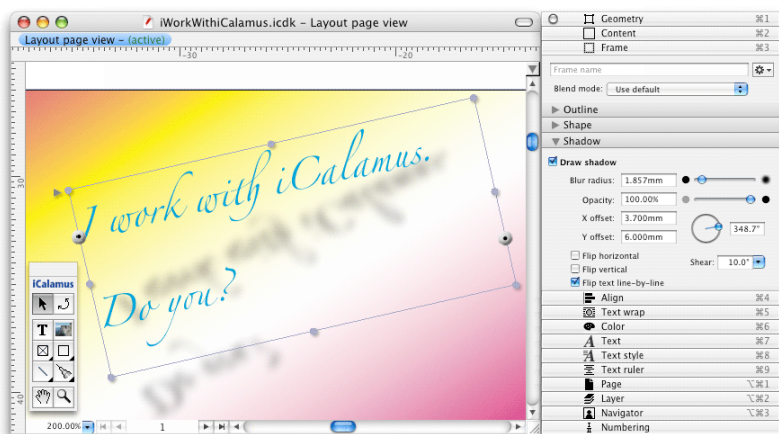 iWorkWithiCalamus.icdk – Layout page view
Layout page view – (active)
-30
-20
30
40
I work with iCalamus.
Do you?
iCalamus
T
200.00%
1
Geometry ⌘1
Content ⌘2
Frame ⌘3
Frame name
Blend mode: Use default
Outline
Shape
Shadow
Draw shadow
Blur radius: 1.857mm
Opacity: 100.00%
X offset: 3.700mm
Y offset: 6.000mm
348.7°
Flip horizontal
Flip vertical
Shear: 10.0°
Flip text line-by-line
Align ⌘4
Text wrap ⌘5
Color ⌘6
Text ⌘7
Text style ⌘8
Text ruler ⌘9
Page ⌥⌘1
Layer ⌥⌘2
Navigator ⌥⌘3
Numbering